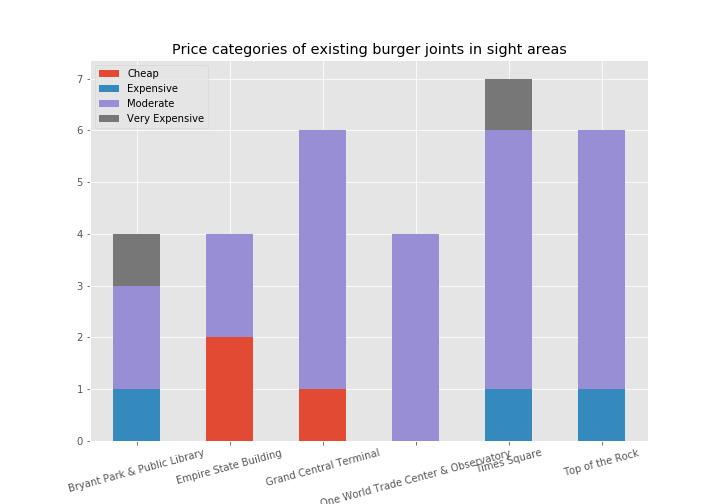 Price categories of existing burger joints in sight areas
Cheap
Expensive
Moderate
Very Expensive
7
6
5
4
3
2
1
0
Bryant Park & Public Library
Empire State Building
Grand Central Terminal
One World Trade Center & Observatory
Times Square
Top of the Rock